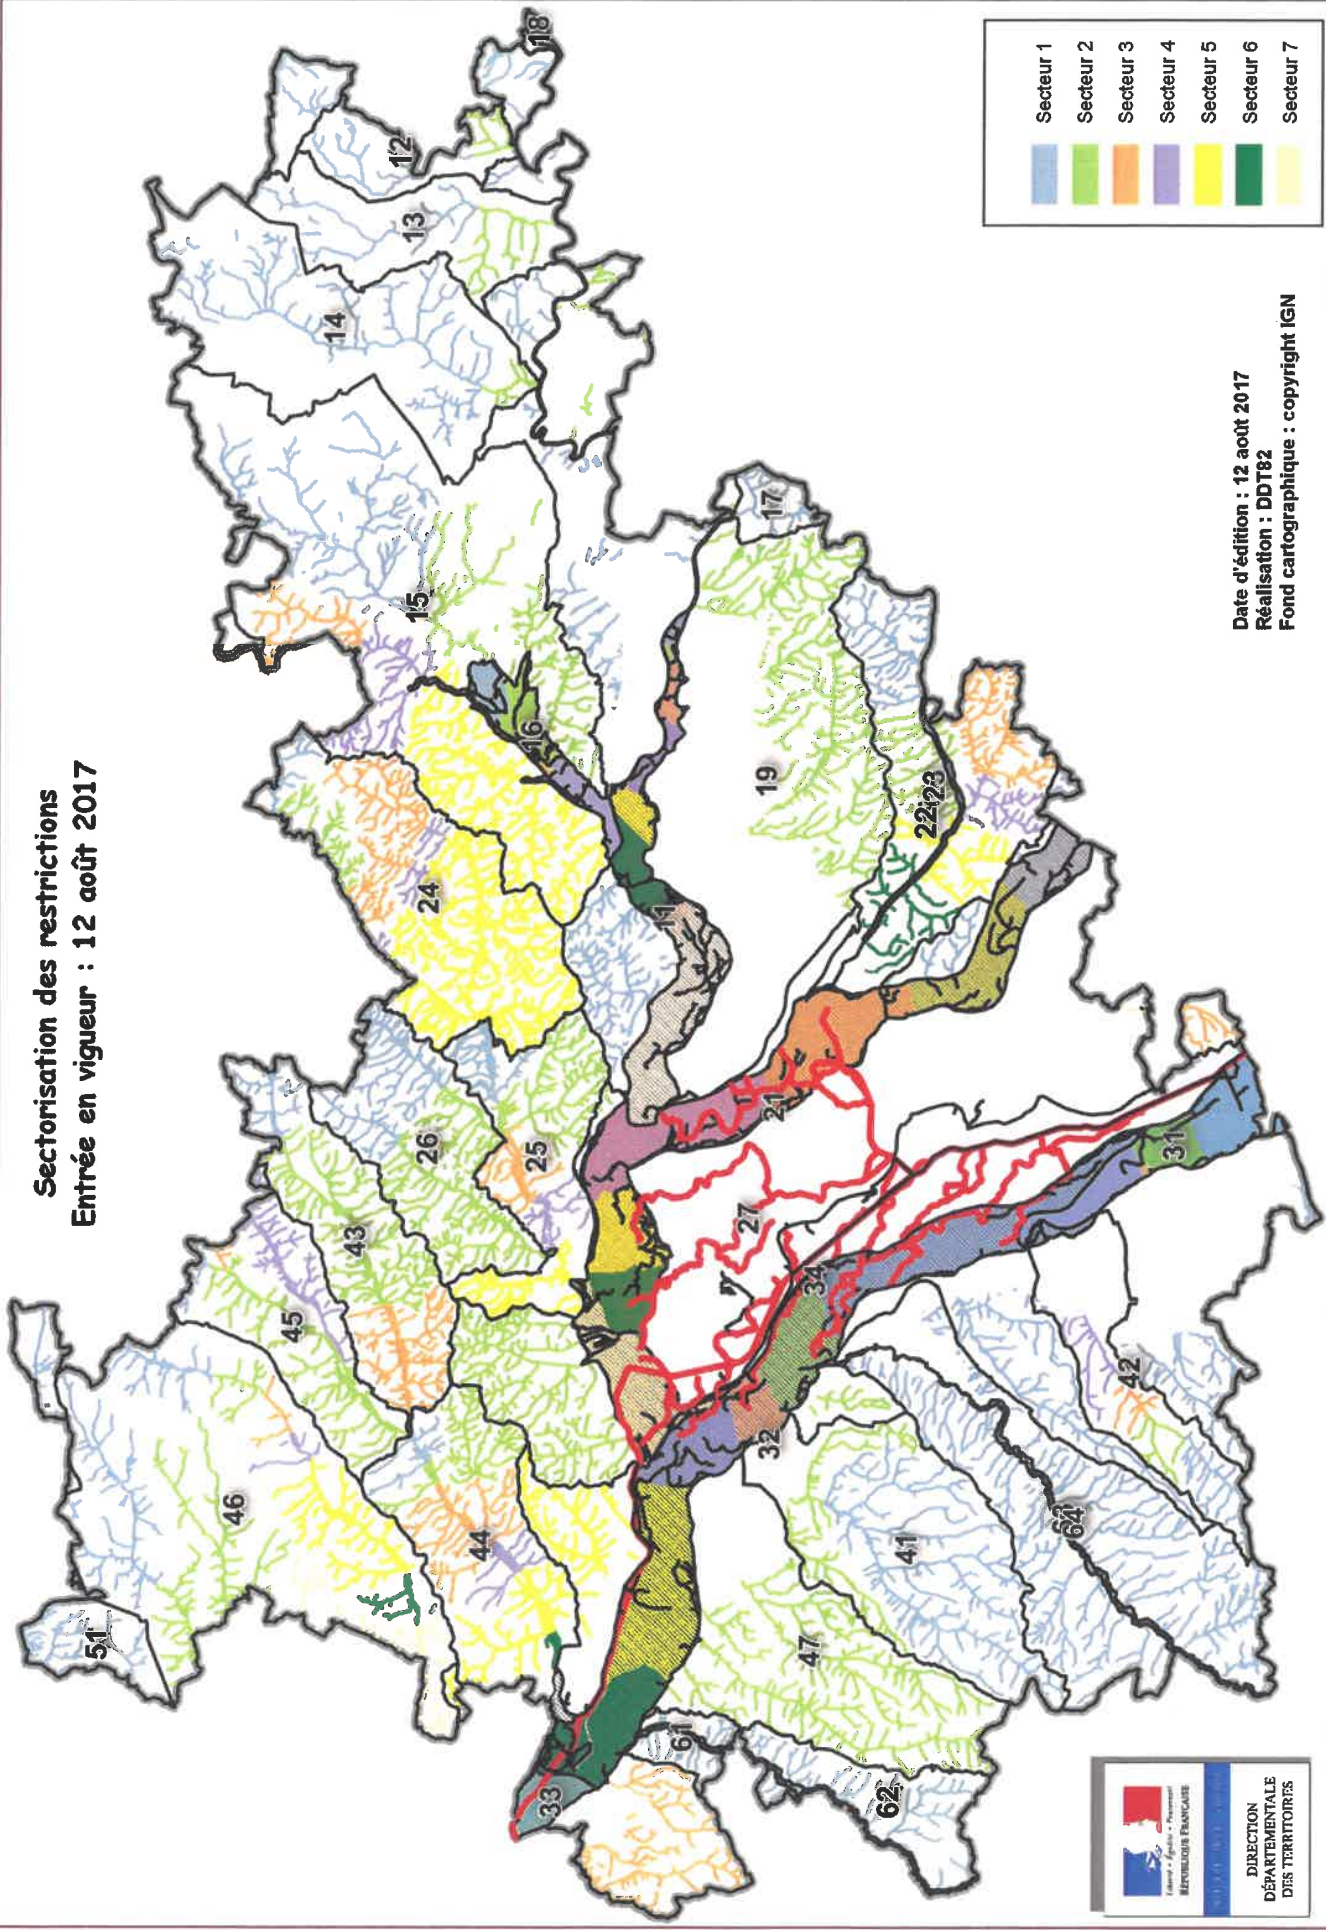 Sectorisation des restrictions
Entrée en vigueur : 12 août 2017
18
12
13
14
15
16
17
19
22
23
24
11
26
25
21
27
43
45
46
51
44
34
31
32
42
41
63
64
47
61
62
33
Secteur 1
Secteur 2
Secteur 3
Secteur 4
Secteur 5
Secteur 6
Secteur 7
Date d'édition : 12 août 2017
Réalisation : DDT82
Fond cartographique : copyright IGN
Liberté • Égalité • Fraternité
RÉPUBLIQUE FRANÇAISE
DIRECTION
DÉPARTEMENTALE
DES TERRITOIRES